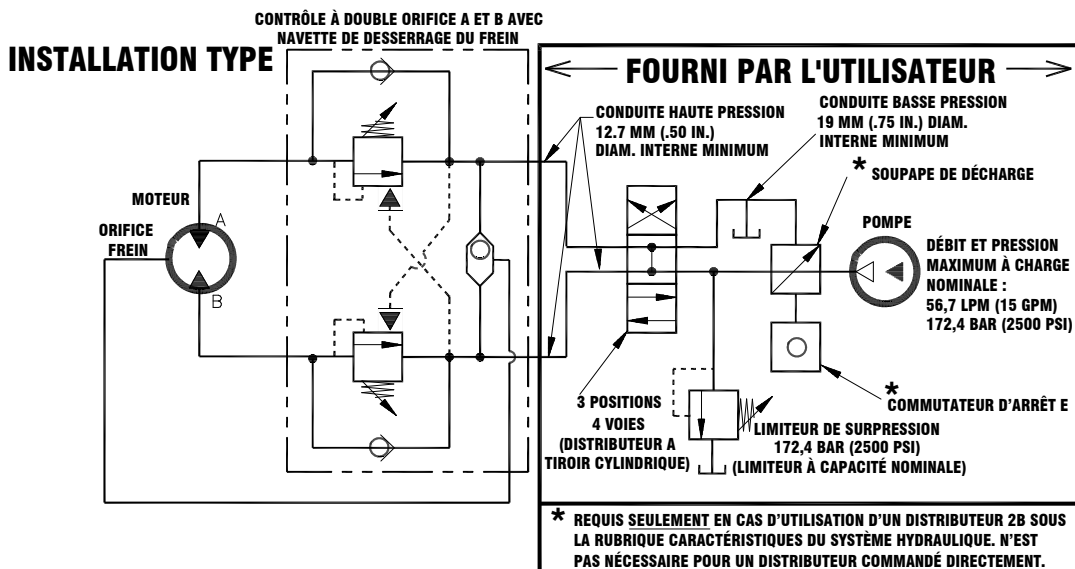 CONTRÔLE À DOUBLE ORIFICE A ET B AVEC
NAVETTE DE DESSERRAGE DU FREIN
INSTALLATION TYPE
FOURNI PAR L'UTILISATEUR
CONDUITE HAUTE PRESSION
12.7 MM (.50 IN.)
DIAM. INTERNE MINIMUM
CONDUITE BASSE PRESSION
19 MM (.75 IN.) DIAM.
INTERNE MINIMUM
* SOUPAPE DE DÉCHARGE
MOTEUR
A
ORIFICE
FREIN
B
POMPE
DÉBIT ET PRESSION
MAXIMUM À CHARGE
NOMINALE :
56,7 LPM (15 GPM)
172,4 BAR (2500 PSI)
* COMMUTATEUR D'ARRÊT E
3 POSITIONS
4 VOIES
(DISTRIBUTEUR A
TIROIR CYLINDRIQUE)
LIMITEUR DE SURPRESSION
172,4 BAR (2500 PSI)
(LIMITEUR À CAPACITÉ NOMINALE)
* REQUIS SEULEMENT EN CAS D'UTILISATION D'UN DISTRIBUTEUR 2B SOUS
LA RUBRIQUE CARACTÉRISTIQUES DU SYSTÈME HYDRAULIQUE. N'EST
PAS NÉCESSAIRE POUR UN DISTRIBUTEUR COMMANDÉ DIRECTEMENT.